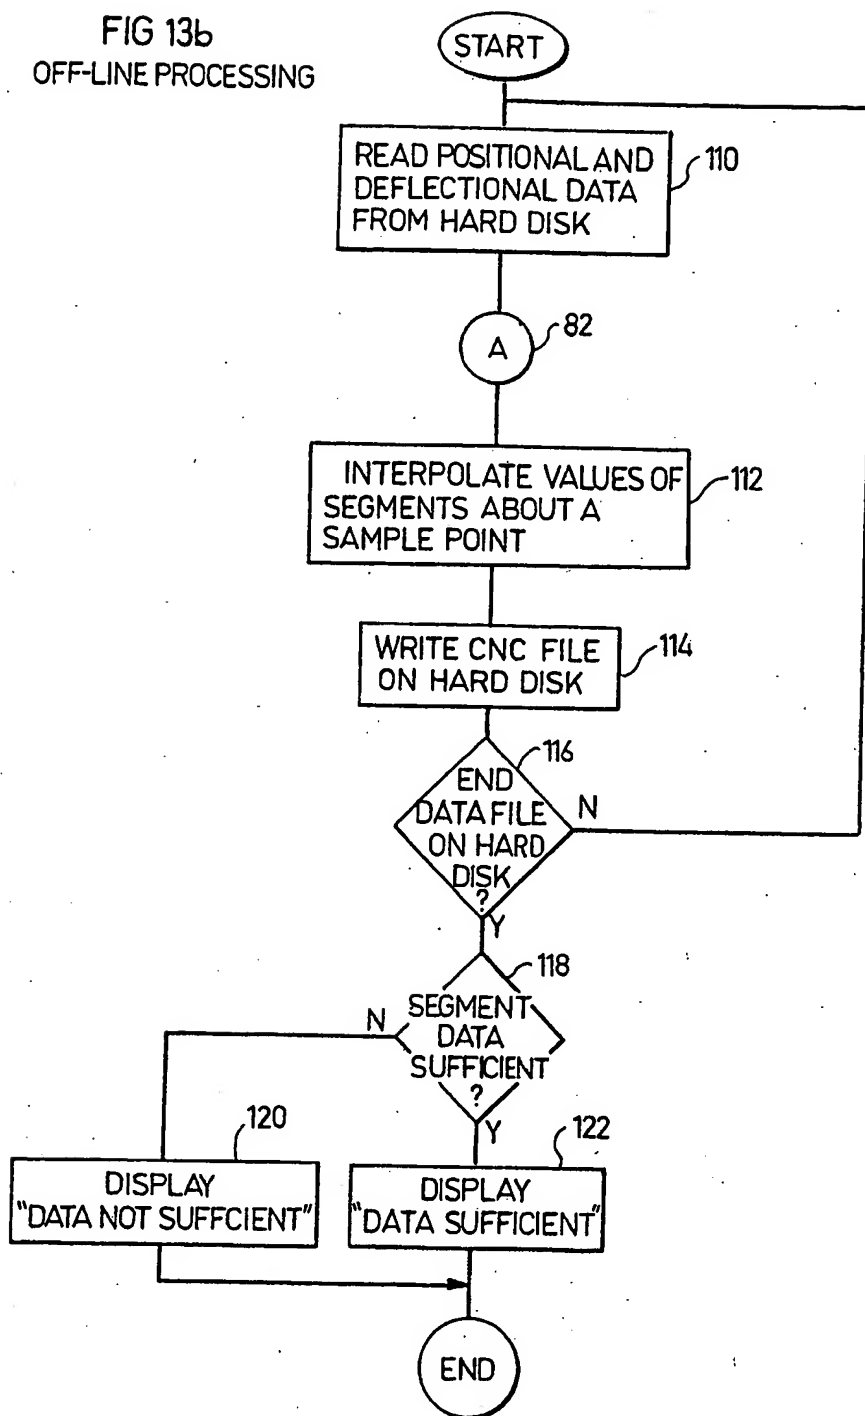 FIG 13b
OFF-LINE PROCESSING
START
READ POSITIONAL AND
DEFLECTIONAL DATA
FROM HARD DISK
110
A
82
INTERPOLATE VALUES OF
SEGMENTS ABOUT A
SAMPLE POINT
112
WRITE CNC FILE
ON HARD DISK
114
116
END
DATA FILE
ON HARD
DISK
?
N
Y
118
SEGMENT
DATA
SUFFICIENT
?
N
Y
120
DISPLAY
"DATA NOT SUFFCIENT"
122
DISPLAY
"DATA SUFFICIENT"
END